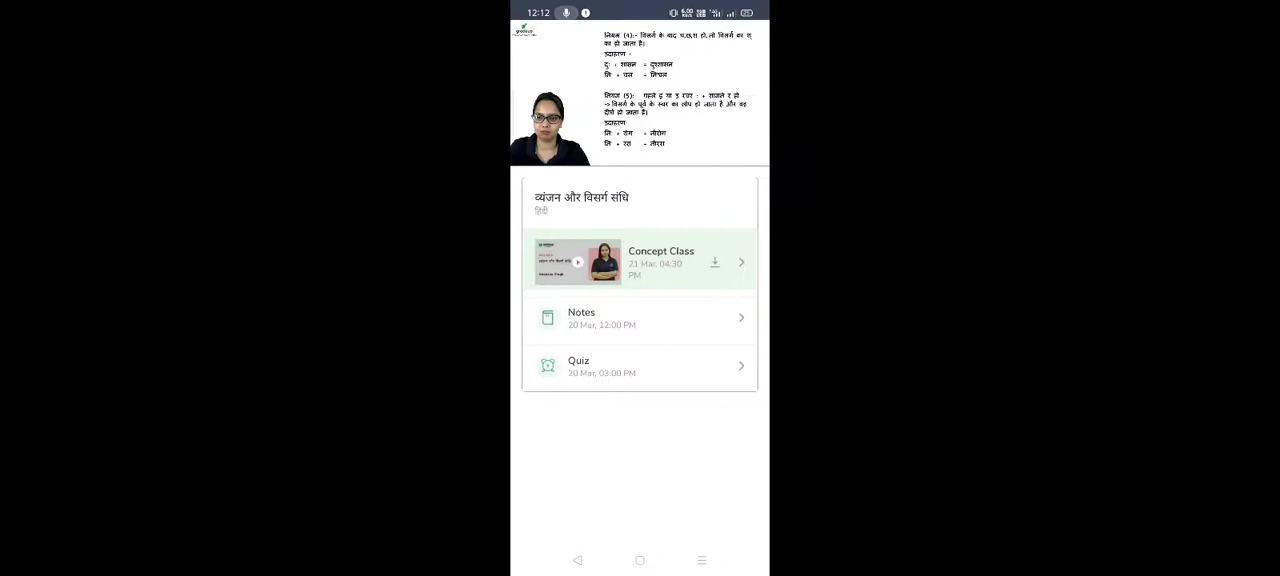 12:12
नियम (4):- विसर्ग के बाद च,छ,श हो,तो विसर्ग का श्
का हो जाता है।
उदाहरण -
दुः + शासन = दुश्शासन
निः + चल = निश्चल
नियम (5): पहले इ या उ स्वर : + सामने र हो
-> विसर्ग के पूर्व के स्वर का लोप हो जाता है और वह
दीर्घ हो जाता है।
उदाहरण
निः + रोग = नीरोग
निः + रस = नीरस
व्यंजन और विसर्ग संधि
हिंदी
Concept Class
21 Mar, 04:30
PM
Notes
20 Mar, 12:00 PM
Quiz
20 Mar, 03:00 PM